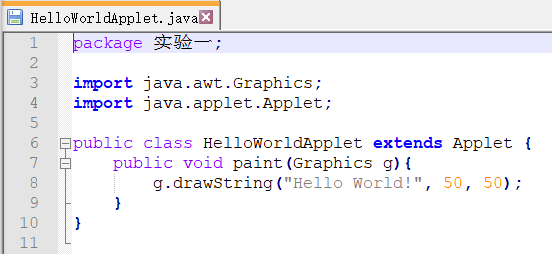 HelloWorldApplet.java
1 package 实验一;
2
3 import java.awt.Graphics;
4 import java.applet.Applet;
5
6 public class HelloWorldApplet extends Applet {
7     public void paint(Graphics g){
8         g.drawString("Hello World!", 50, 50);
9     }
10 }
11